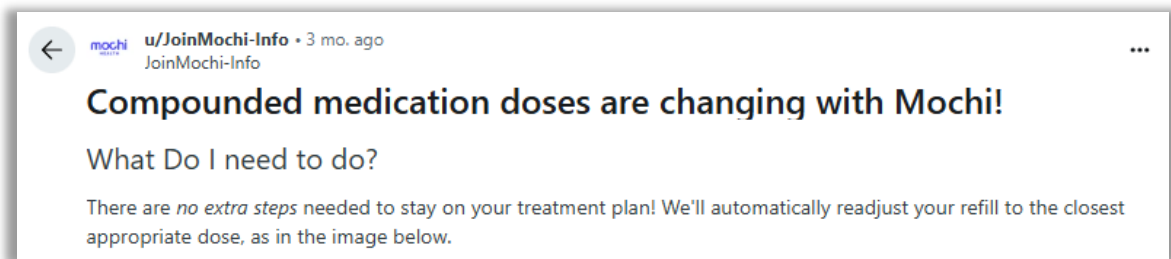 mochi
HEALTH
u/JoinMochi-Info • 3 mo. ago
JoinMochi-Info
Compounded medication doses are changing with Mochi!
What Do I need to do?
There are no extra steps needed to stay on your treatment plan! We'll automatically readjust your refill to the closest
appropriate dose, as in the image below.